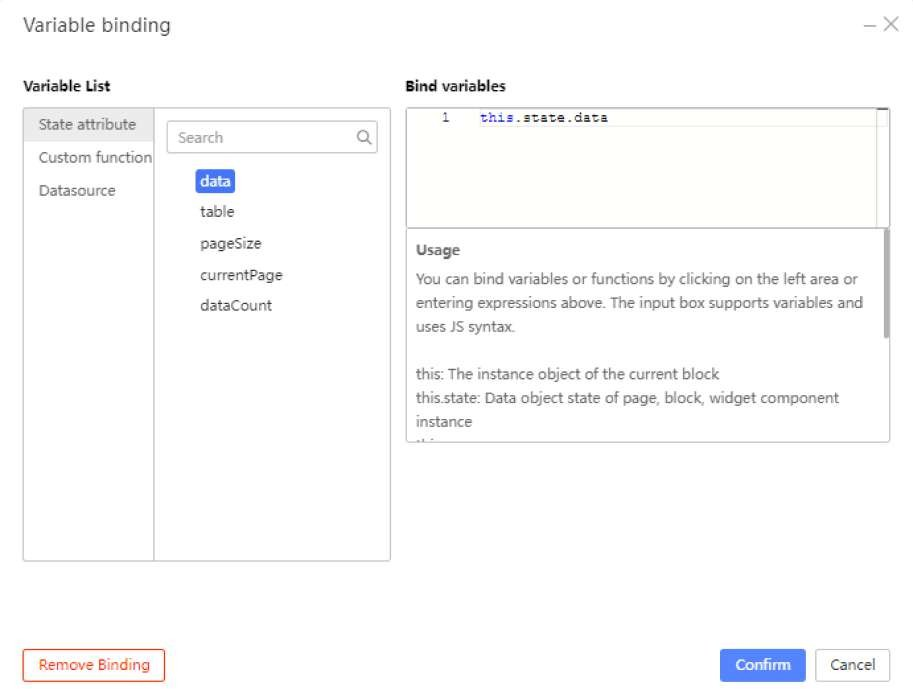 Variable binding
Variable List
State attribute
Custom function
Datasource
Search
data
table
pageSize
currentPage
dataCount
Bind variables
1 this.state.data
Usage
You can bind variables or functions by clicking on the left area or
entering expressions above. The input box supports variables and
uses JS syntax.
this: The instance object of the current block
this.state: Data object state of page, block, widget component
instance
Remove Binding
Confirm
Cancel